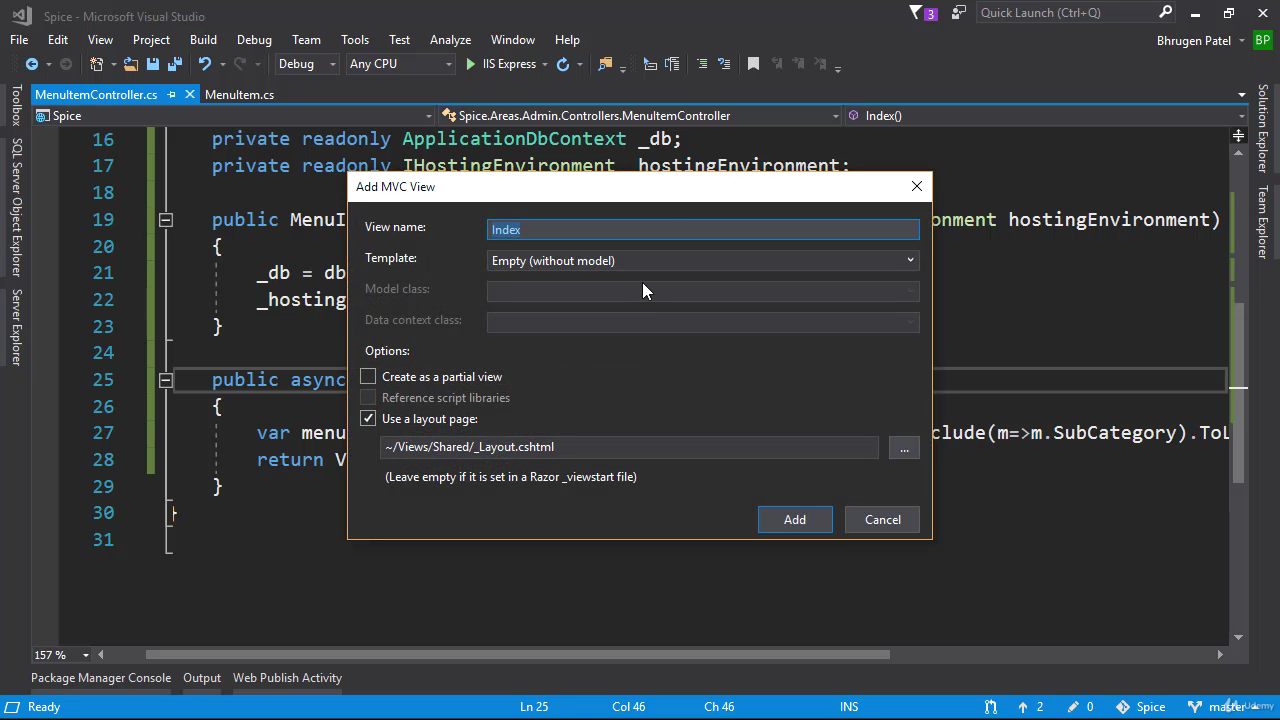 Spice - Microsoft Visual Studio
3
Quick Launch (Ctrl+Q)
File Edit View Project Build Debug Team Tools Test Analyze Window Help
Bhrugen Patel BP
Debug Any CPU IIS Express
MenuItemController.cs MenuItem.cs
Spice Spice.Areas.Admin.Controllers.MenuItemController Index()
Toolbox
SQL Server Object Explorer
Server Explorer
Solution Explorer
Team Explorer
16 private readonly ApplicationDbContext _db;
17 private readonly IHostingEnvironment _hostingEnvironment;
18
19 public MenuI onment hostingEnvironment)
20 {
21 _db = db
22 _hosting
23 }
24
25 public async
26 {
27 var menu clude(m=>m.SubCategory).ToL
28 return V
29 }
30 }
31
Add MVC View
View name: Index
Template: Empty (without model)
Model class:
Data context class:
Options:
Create as a partial view
Reference script libraries
Use a layout page:
~/Views/Shared/_Layout.cshtml ...
(Leave empty if it is set in a Razor _viewstart file)
Add Cancel
157 %
Package Manager Console Output Web Publish Activity
Ready Ln 25 Col 46 Ch 46 INS 2 0 Spice master
Udemy